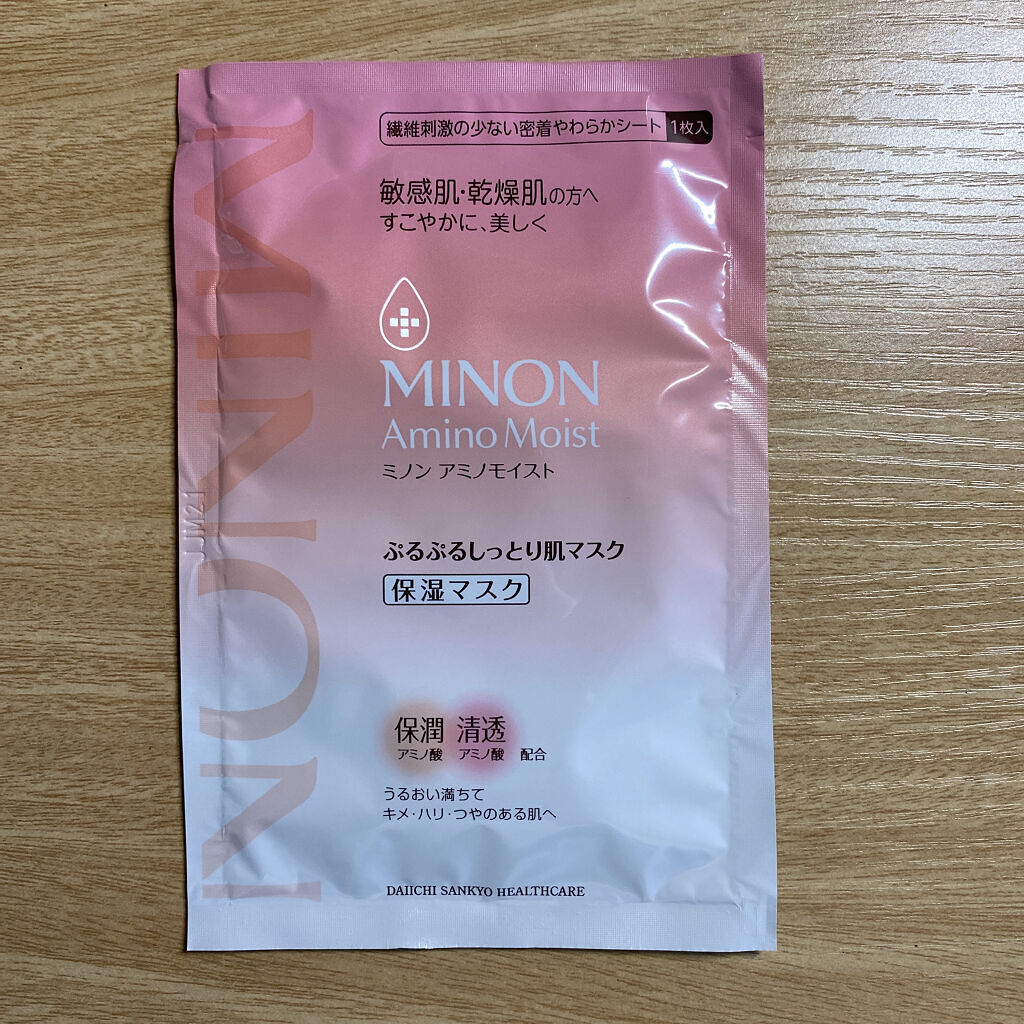 繊維刺激の少ない密着やわらかシート 1枚入
敏感肌・乾燥肌の方へ
すこやかに、美しく
MINON
MINON
Amino Moist
ミノン アミノモイスト
ぷるぷるしっとり肌マスク
保湿マスク
保潤 清透
アミノ酸 アミノ酸 配合
うるおい満ちて
キメ・ハリ・つやのある肌へ
DAIICHI SANKYO HEALTHCARE